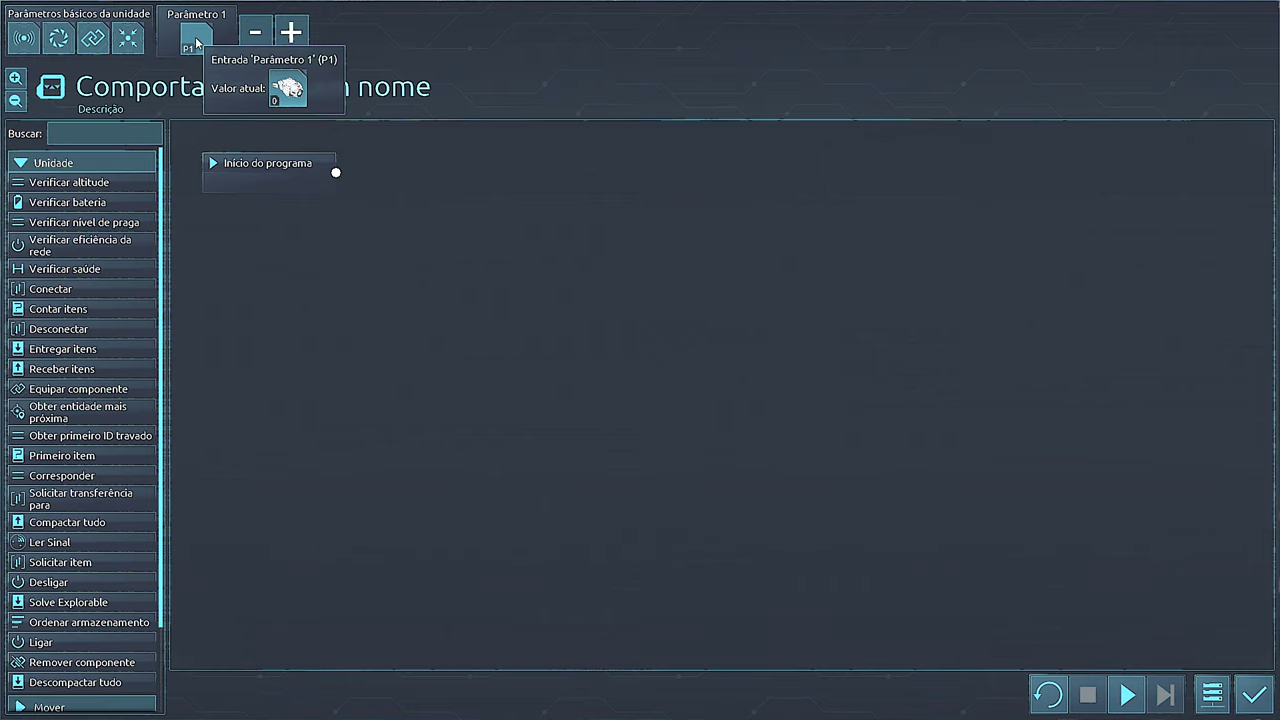 Parâmetros básicos da unidade
Parâmetro 1
P1
Entrada 'Parâmetro 1' (P1)
Valor atual:
0
Comporta
nome
Descrição
Buscar:
Unidade
Verificar altitude
Verificar bateria
Verificar nível de praga
Verificar eficiência da
rede
Verificar saúde
Conectar
Contar itens
Desconectar
Entregar itens
Receber itens
Equipar componente
Obter entidade mais
próxima
Obter primeiro ID travado
Primeiro item
Corresponder
Solicitar transferência
para
Compactar tudo
Ler Sinal
Solicitar item
Desligar
Solve Explorable
Ordenar armazenamento
Ligar
Remover componente
Descompactar tudo
Mover
Início do programa